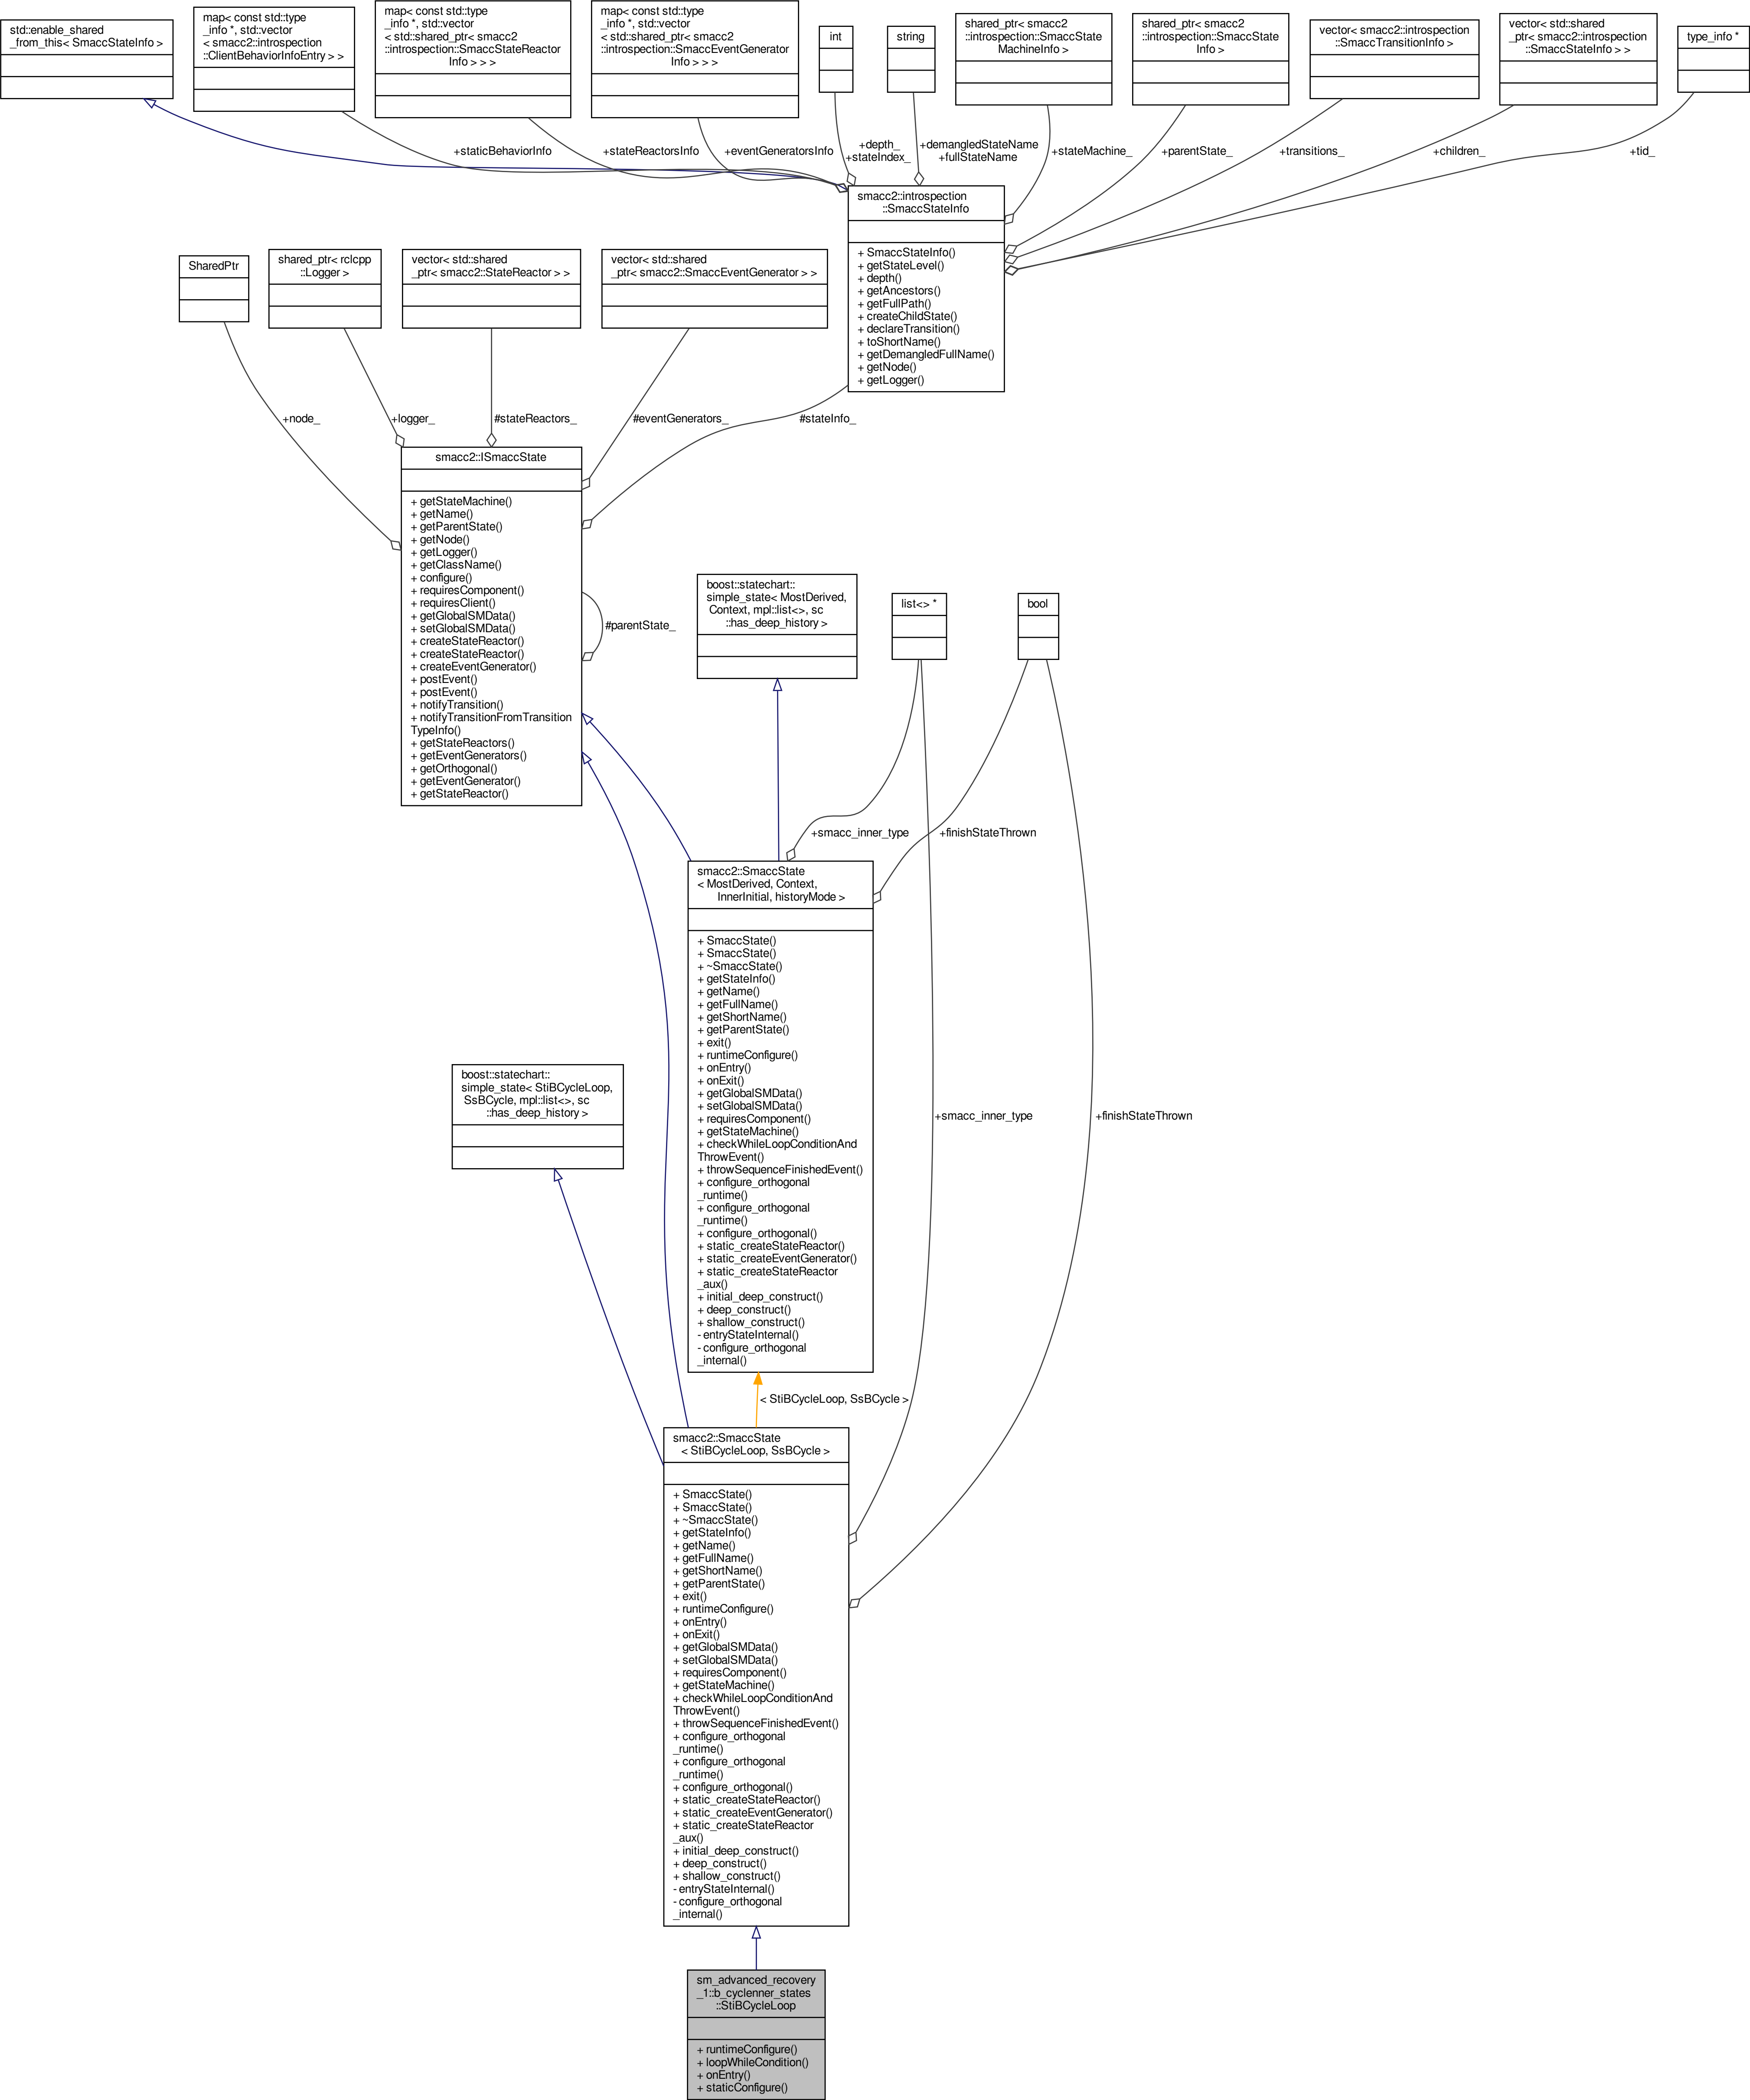 std::enable_shared
_from_this< SmaccStateInfo >
map< const std::type
_info *, std::vector
< smacc2::introspection
::ClientBehaviorInfoEntry > >
map< const std::type
_info *, std::vector
< std::shared_ptr< smacc2
::introspection::SmaccStateReactor
Info > > >
map< const std::type
_info *, std::vector
< std::shared_ptr< smacc2
::introspection::SmaccEventGenerator
Info > > >
int
string
shared_ptr< smacc2
::introspection::SmaccState
MachineInfo >
shared_ptr< smacc2
::introspection::SmaccState
Info >
vector< smacc2::introspection
::SmaccTransitionInfo >
vector< std::shared
_ptr< smacc2::introspection
::SmaccStateInfo > >
type_info *
+staticBehaviorInfo
+stateReactorsInfo
+eventGeneratorsInfo
+depth_
+stateIndex_
+demangledStateName
+fullStateName
+stateMachine_
+parentState_
+transitions_
+children_
+tid_
smacc2::introspection
::SmaccStateInfo
+ SmaccStateInfo()
+ getStateLevel()
+ depth()
+ getAncestors()
+ getFullPath()
+ createChildState()
+ declareTransition()
+ toShortName()
+ getDemangledFullName()
+ getNode()
+ getLogger()
SharedPtr
shared_ptr< rclcpp
::Logger >
vector< std::shared
_ptr< smacc2::StateReactor > >
vector< std::shared
_ptr< smacc2::SmaccEventGenerator > >
+node_
+logger_
#stateReactors_
#eventGenerators_
#stateInfo_
smacc2::ISmaccState
+ getStateMachine()
+ getName()
+ getParentState()
+ getNode()
+ getLogger()
+ getClassName()
+ configure()
+ requiresComponent()
+ requiresClient()
+ getGlobalSMData()
+ setGlobalSMData()
+ createStateReactor()
+ createStateReactor()
+ createEventGenerator()
+ postEvent()
+ postEvent()
+ notifyTransition()
+ notifyTransitionFromTransition
TypeInfo()
+ getStateReactors()
+ getEventGenerators()
+ getOrthogonal()
+ getEventGenerator()
+ getStateReactor()
#parentState_
boost::statechart::
simple_state< MostDerived,
Context, mpl::list<>, sc
::has_deep_history >
list<> *
bool
+smacc_inner_type
+finishStateThrown
smacc2::SmaccState
< MostDerived, Context,
InnerInitial, historyMode >
+ SmaccState()
+ SmaccState()
+ ~SmaccState()
+ getStateInfo()
+ getName()
+ getFullName()
+ getShortName()
+ getParentState()
+ exit()
+ runtimeConfigure()
+ onEntry()
+ onExit()
+ getGlobalSMData()
+ setGlobalSMData()
+ requiresComponent()
+ getStateMachine()
+ checkWhileLoopConditionAnd
ThrowEvent()
+ throwSequenceFinishedEvent()
+ configure_orthogonal
_runtime()
+ configure_orthogonal
_runtime()
+ configure_orthogonal()
+ static_createStateReactor()
+ static_createEventGenerator()
+ static_createStateReactor
_aux()
+ initial_deep_construct()
+ deep_construct()
+ shallow_construct()
- entryStateInternal()
- configure_orthogonal
_internal()
boost::statechart::
simple_state< StiBCycleLoop,
SsBCycle, mpl::list<>, sc
::has_deep_history >
+smacc_inner_type
+finishStateThrown
< StiBCycleLoop, SsBCycle >
smacc2::SmaccState
< StiBCycleLoop, SsBCycle >
+ SmaccState()
+ SmaccState()
+ ~SmaccState()
+ getStateInfo()
+ getName()
+ getFullName()
+ getShortName()
+ getParentState()
+ exit()
+ runtimeConfigure()
+ onEntry()
+ onExit()
+ getGlobalSMData()
+ setGlobalSMData()
+ requiresComponent()
+ getStateMachine()
+ checkWhileLoopConditionAnd
ThrowEvent()
+ throwSequenceFinishedEvent()
+ configure_orthogonal
_runtime()
+ configure_orthogonal
_runtime()
+ configure_orthogonal()
+ static_createStateReactor()
+ static_createEventGenerator()
+ static_createStateReactor
_aux()
+ initial_deep_construct()
+ deep_construct()
+ shallow_construct()
- entryStateInternal()
- configure_orthogonal
_internal()
sm_advanced_recovery
_1::b_cyclenner_states
::StiBCycleLoop
+ runtimeConfigure()
+ loopWhileCondition()
+ onEntry()
+ staticConfigure()